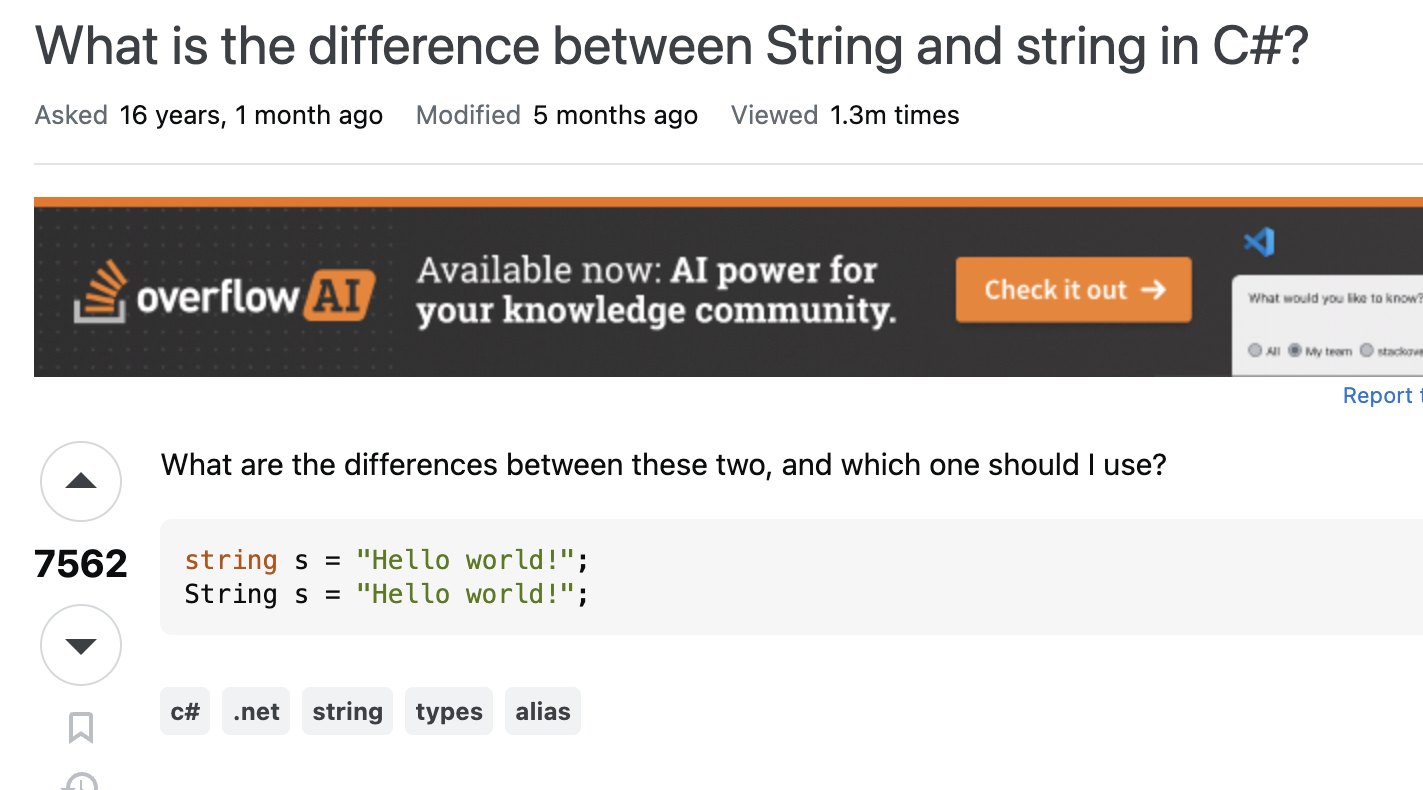 What is the difference between String and string in C#?
Asked 16 years, 1 month ago Modified 5 months ago Viewed 1.3m times
overflow AI
Available now: AI power for
your knowledge community.
Check it out →
What would you like to know?
All My team
Report
What are the differences between these two, and which one should I use?
7562
string s = "Hello world!";
String s = "Hello world!";
c# .net string types alias